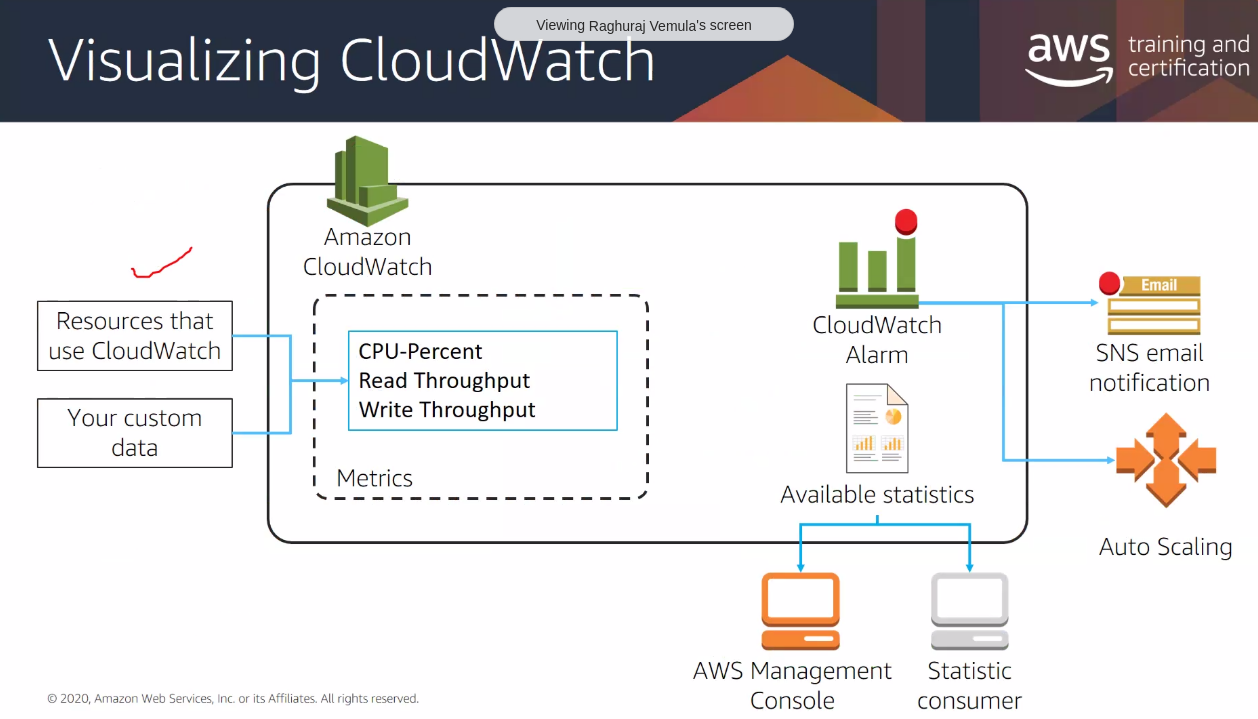 Viewing Raghuraj Vemula's screen
Visualizing CloudWatch
aws training and
certification
Amazon
CloudWatch
Resources that
use CloudWatch
Your custom
data
CPU-Percent
Read Throughput
Write Throughput
Metrics
CloudWatch
Alarm
Available statistics
Email
SNS email
notification
Auto Scaling
AWS Management
Console
Statistic
consumer
© 2020, Amazon Web Services, Inc. or its Affiliates. All rights reserved.